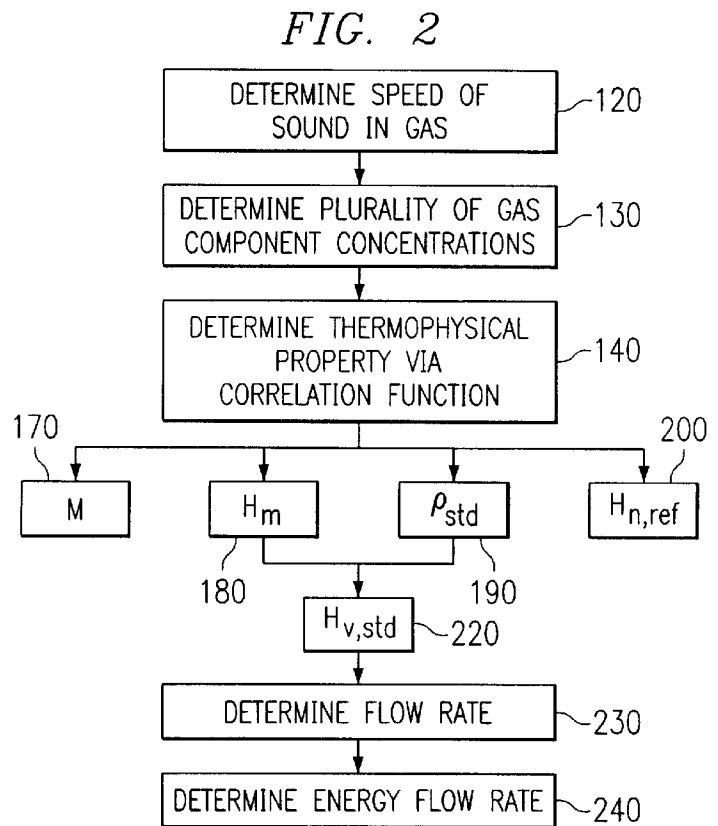 FIG. 2
DETERMINE SPEED OF
SOUND IN GAS
120
DETERMINE PLURALITY OF GAS
COMPONENT CONCENTRATIONS
130
DETERMINE THERMOPHYSICAL
PROPERTY VIA
CORRELATION FUNCTION
140
170
200
M
H_m
ρ_std
H_n,ref
180
190
H_v,std
220
DETERMINE FLOW RATE
230
DETERMINE ENERGY FLOW RATE
240